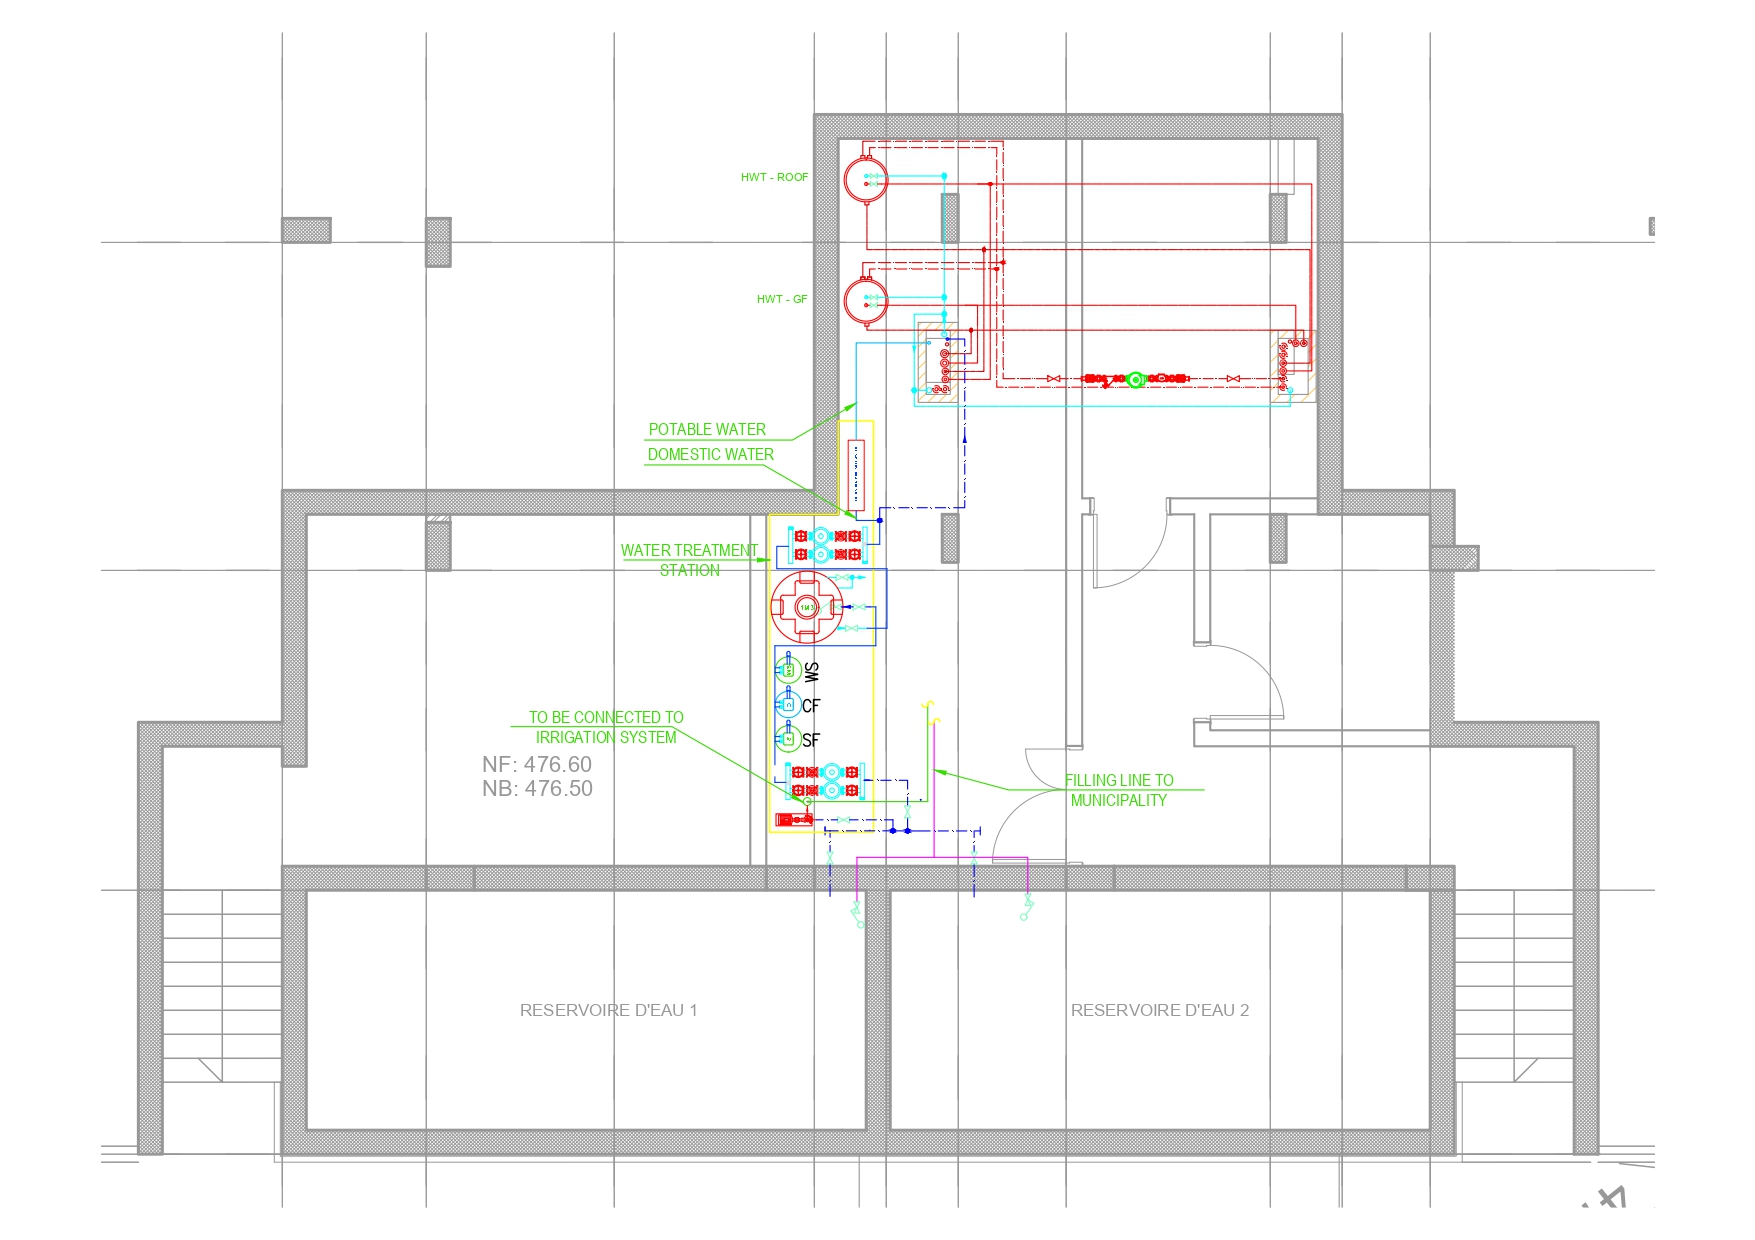 HWT - ROOF
HWT - GF
POTABLE WATER
DOMESTIC WATER
WATER TREATMENT
STATION
1M3
WS
CF
SF
TO BE CONNECTED TO
IRRIGATION SYSTEM
NF: 476.60
NB: 476.50
FILLING LINE TO
MUNICIPALITY
RESERVOIRE D'EAU 1
RESERVOIRE D'EAU 2